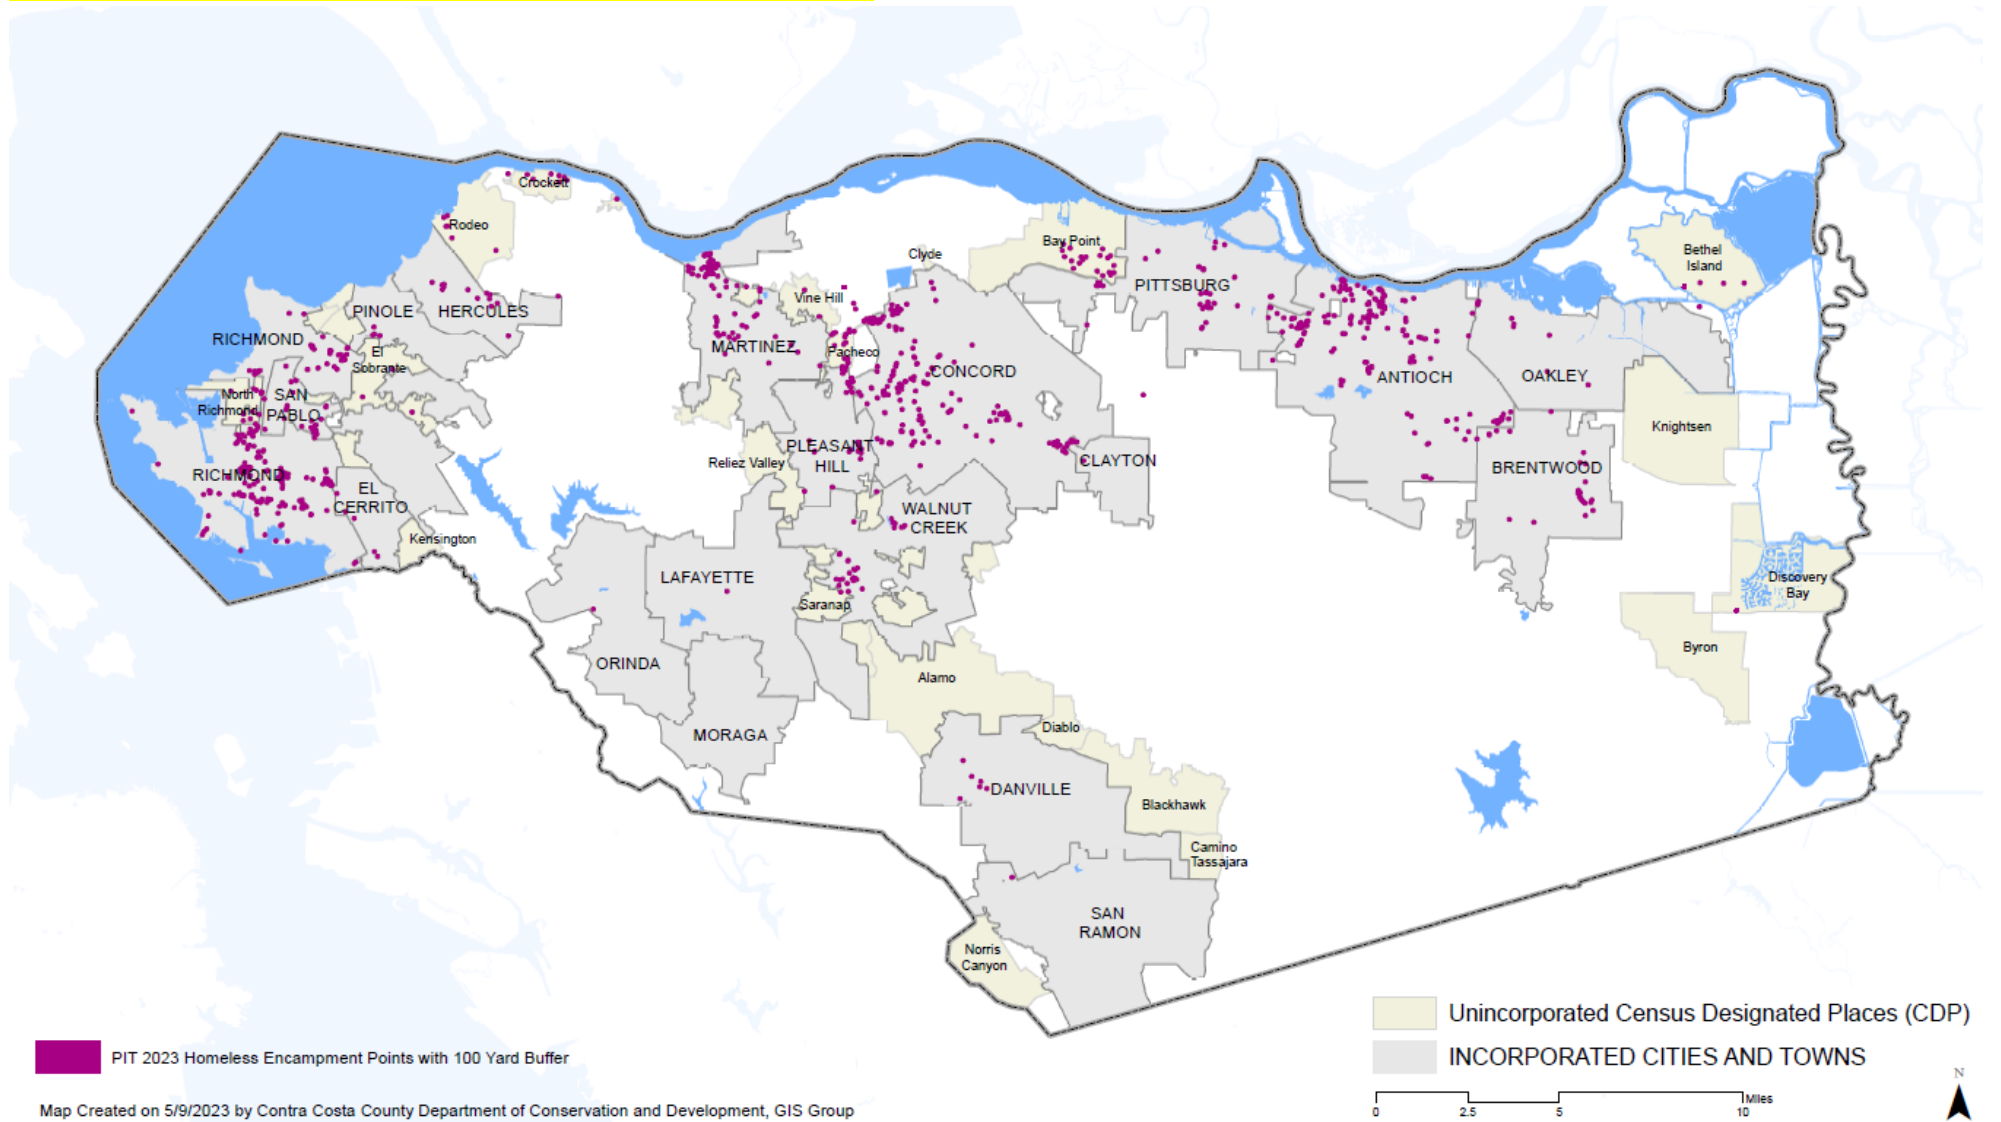 Crockett
Rodeo
Bay Point
Clyde
Bethel
Island
PITTSBURG
Vine Hill
PINOLE
HERCULES
RICHMOND
MARTINEZ
Pacheco
El
Sobrante
CONCORD
ANTIOCH
OAKLEY
North
Richmond
SAN
PABLO
Knightsen
PLEASANT
HILL
Reliez Valley
CLAYTON
BRENTWOOD
RICHMOND
EL
CERRITO
WALNUT
CREEK
Kensington
LAFAYETTE
Discovery
Bay
Saranap
Byron
ORINDA
Alamo
Diablo
MORAGA
DANVILLE
Blackhawk
Camino
Tassajara
SAN
RAMON
Norris
Canyon
Unincorporated Census Designated Places (CDP)
INCORPORATED CITIES AND TOWNS
PIT 2023 Homeless Encampment Points with 100 Yard Buffer
N
Miles
0 2.5 5 10
Map Created on 5/9/2023 by Contra Costa County Department of Conservation and Development, GIS Group